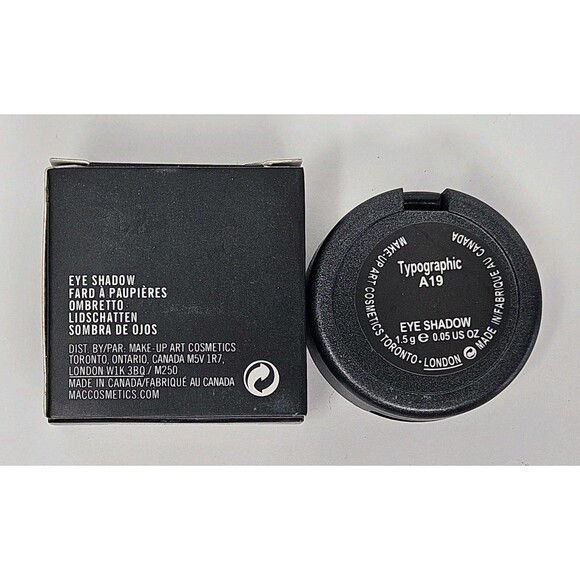 EYE SHADOW
FARD À PAUPIÈRES
OMBRETTO
LIDSCHATTEN
SOMBRA DE OJOS
DIST. BY/PAR. MAKE-UP ART COSMETICS
TORONTO, ONTARIO, CANADA M5V 1R7,
LONDON W1K 3BQ / M250
MADE IN CANADA/FABRIQUÉ AU CANADA
MACCOSMETICS.COM
Typographic
A19
EYE SHADOW
1.5 g ℮ 0.05 US OZ
MAKE-UP ART COSMETICS TORONTO - LONDON
MADE IN/FABRIQUE AU CANADA